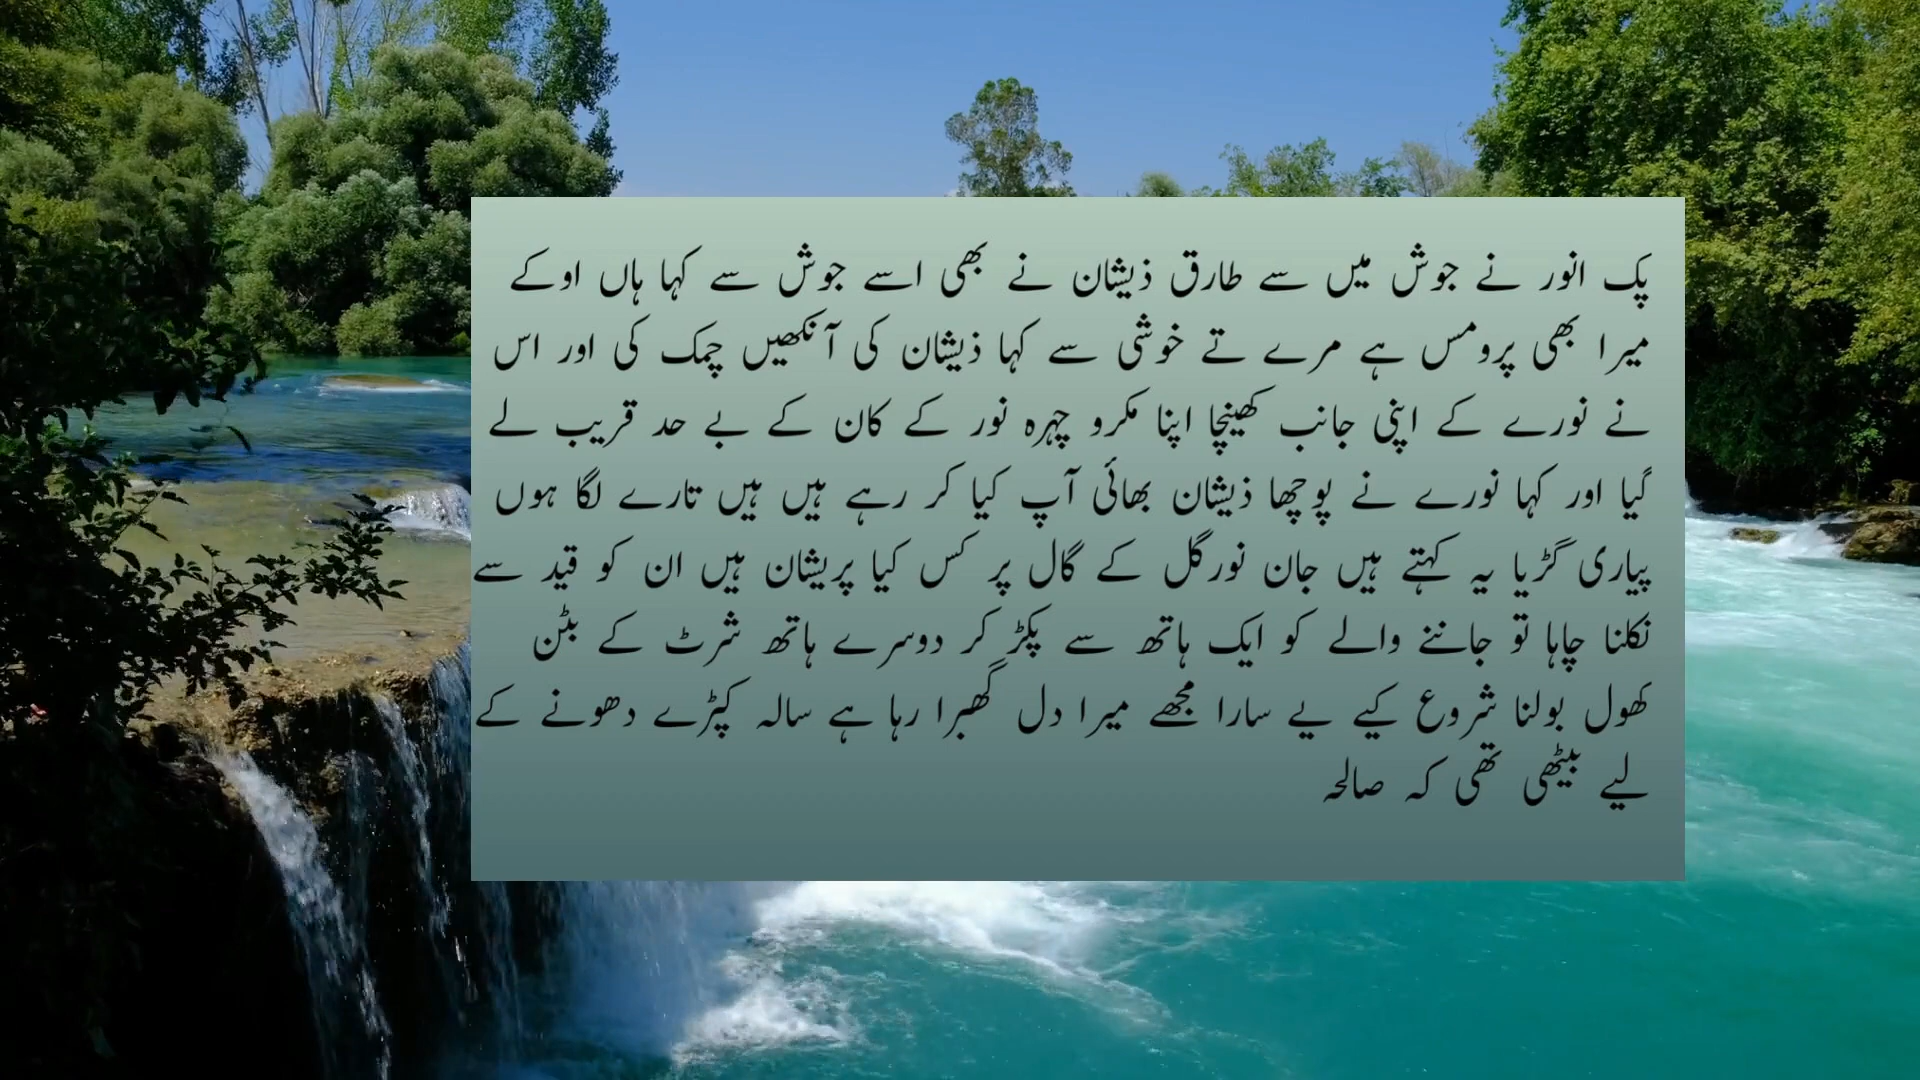 پک انور نے جوش میں سے طارق ذیشان نے بھی اسے جوش سے کہا ہاں اوکے
میرا بھی پرومس ہے مرے تے خوشی سے کہا ذیشان کی آنکھیں چمک کی اور اس
نے نورے کے اپنی جانب کھینچا اپنا مکرو چہرہ نور کے کان کے بے حد قریب لے
گیا اور کہا نورے نے پوچھا ذیشان بھائی آپ کیا کر رہے ہیں ہیں تارے لگا ہوں
پیاری گڑیا یہ کہتے ہیں جان نورگل کے گال پر کس کیا پریشان ہیں ان کو قید سے
نکلنا چاہا تو جاننے والے کو ایک ہاتھ سے پکڑ کر دوسرے ہاتھ شرٹ کے بٹن
کھول بولنا شروع کیے یے سارا مجھے میرا دل گھبرا رہا ہے سالہ کپڑے دھونے کے
لیے بیٹھی تھی کہ صالحہ